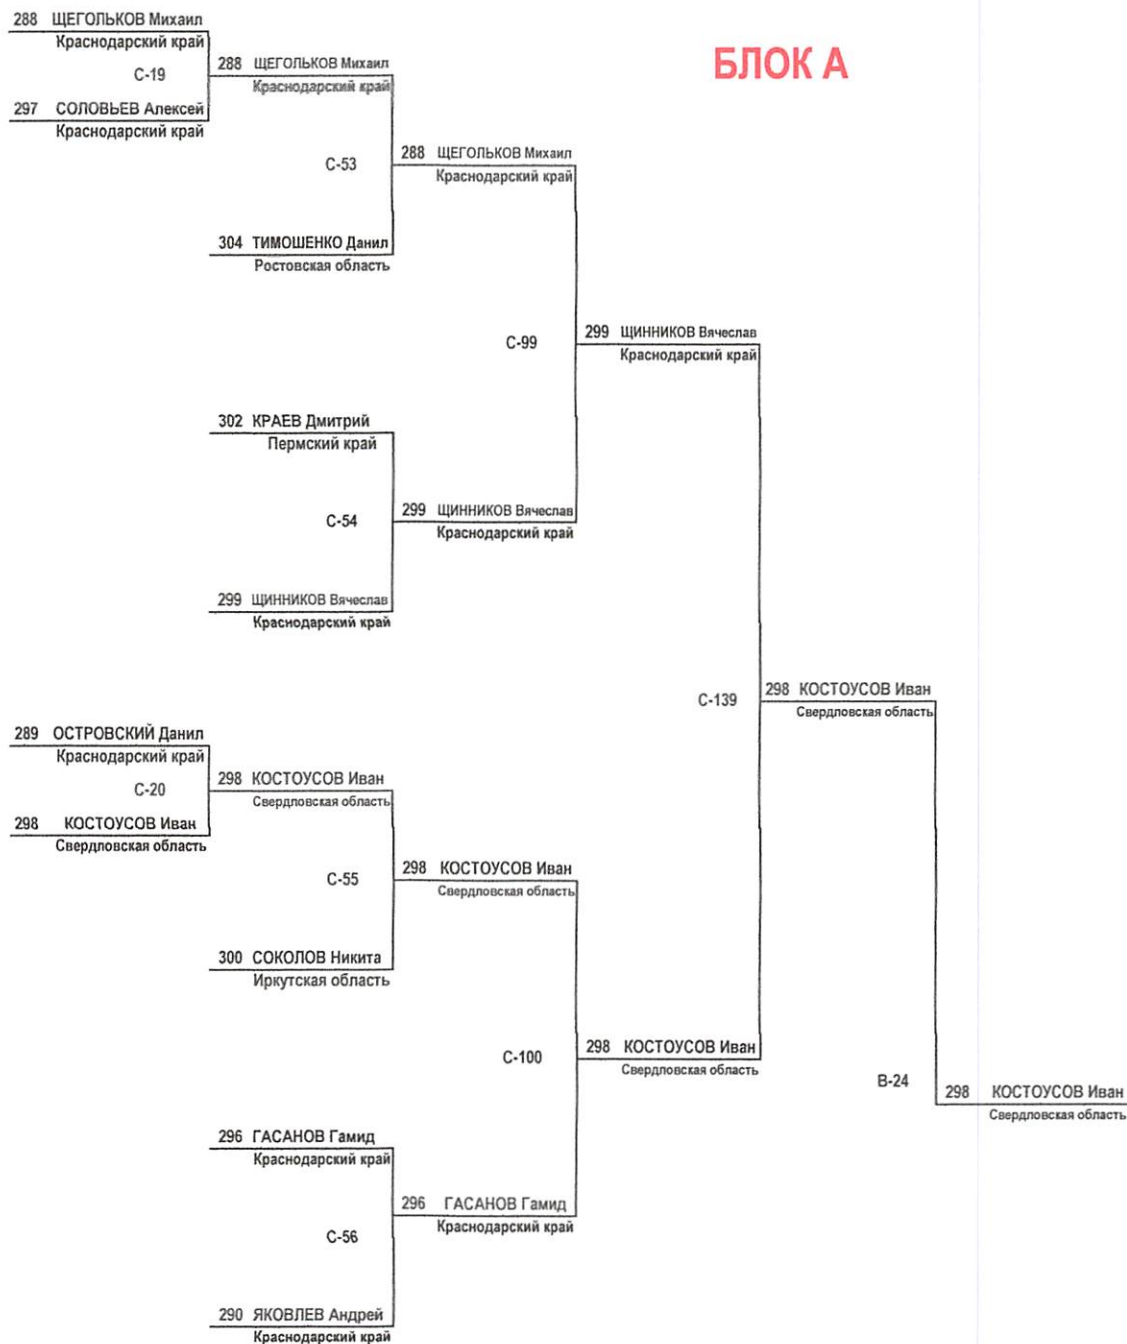 288 ЩЕГОЛЬКОВ Михаил
Краснодарский край
С-19
288 ЩЕГОЛЬКОВ Михаил
Краснодарский край
БЛОК А
297 СОЛОВЬЕВ Алексей
Краснодарский край
С-53
288 ЩЕГОЛЬКОВ Михаил
Краснодарский край
304 ТИМОШЕНКО Данил
Ростовская область
С-99
299 ЩИННИКОВ Вячеслав
Краснодарский край
302 КРАЕВ Дмитрий
Пермский край
С-54
299 ЩИННИКОВ Вячеслав
Краснодарский край
299 ЩИННИКОВ Вячеслав
Краснодарский край
С-139
298 КОСТОУСОВ Иван
Свердловская область
289 ОСТРОВСКИЙ Данил
Краснодарский край
С-20
298 КОСТОУСОВ Иван
Свердловская область
298 КОСТОУСОВ Иван
Свердловская область
С-55
298 КОСТОУСОВ Иван
Свердловская область
300 СОКОЛОВ Никита
Иркутская область
С-100
298 КОСТОУСОВ Иван
Свердловская область
В-24
298 КОСТОУСОВ Иван
Свердловская область
296 ГАСАНОВ Гамид
Краснодарский край
С-56
296 ГАСАНОВ Гамид
Краснодарский край
290 ЯКОВЛЕВ Андрей
Краснодарский край